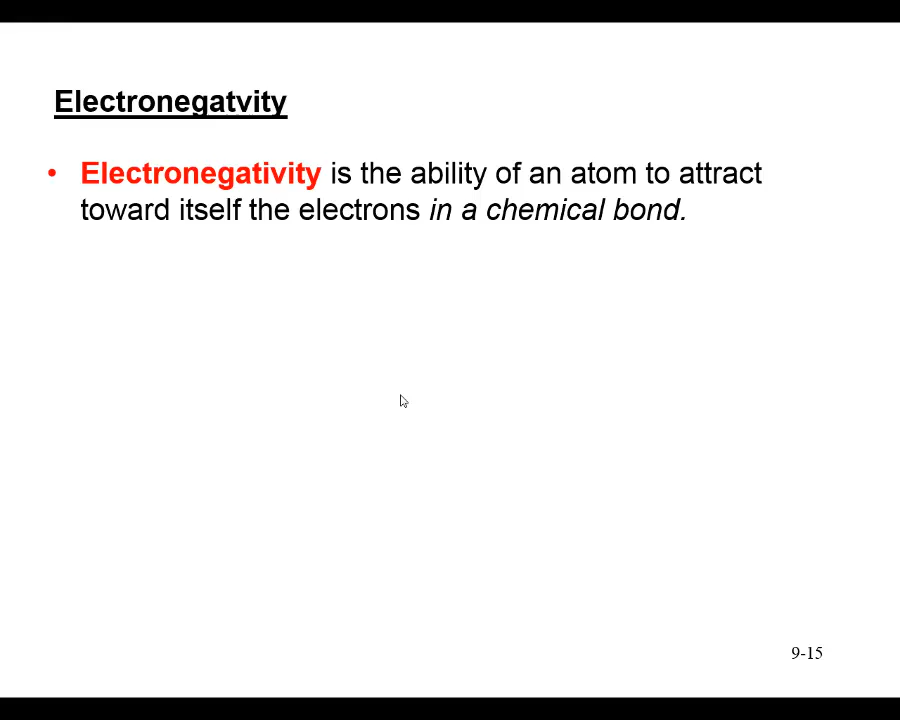 Electronegatvity
• Electronegativity is the ability of an atom to attract
toward itself the electrons in a chemical bond.
9-15